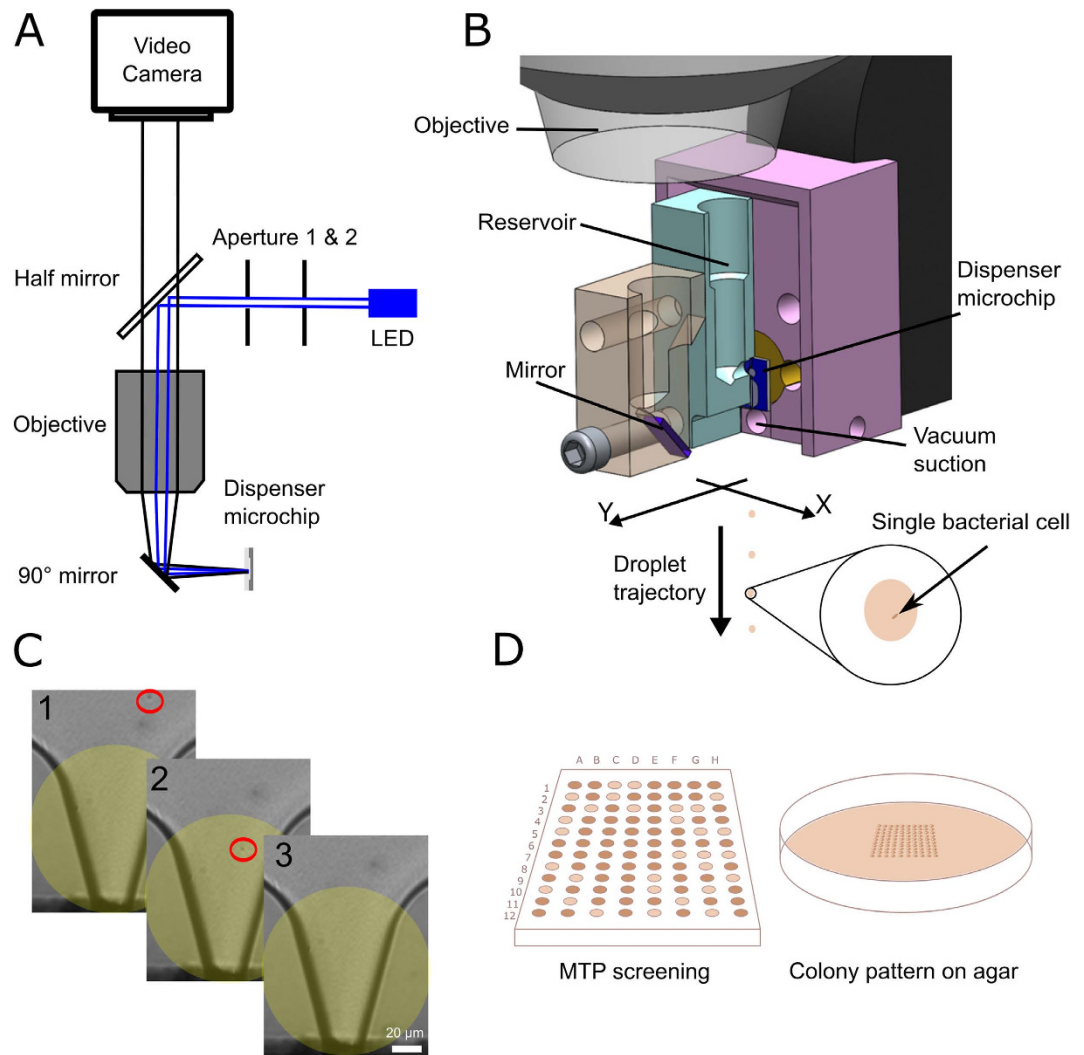 A
Video
Camera
Aperture 1 & 2
Half mirror
LED
Objective
Dispenser
microchip
90° mirror
B
Objective
Reservoir
Dispenser
microchip
Mirror
Vacuum
suction
Y
X
Single bacterial cell
Droplet
trajectory
C
1
2
3
20 µm
D
A B C D E F G H
1
2
3
4
5
6
7
8
9
10
11
12
MTP screening
Colony pattern on agar